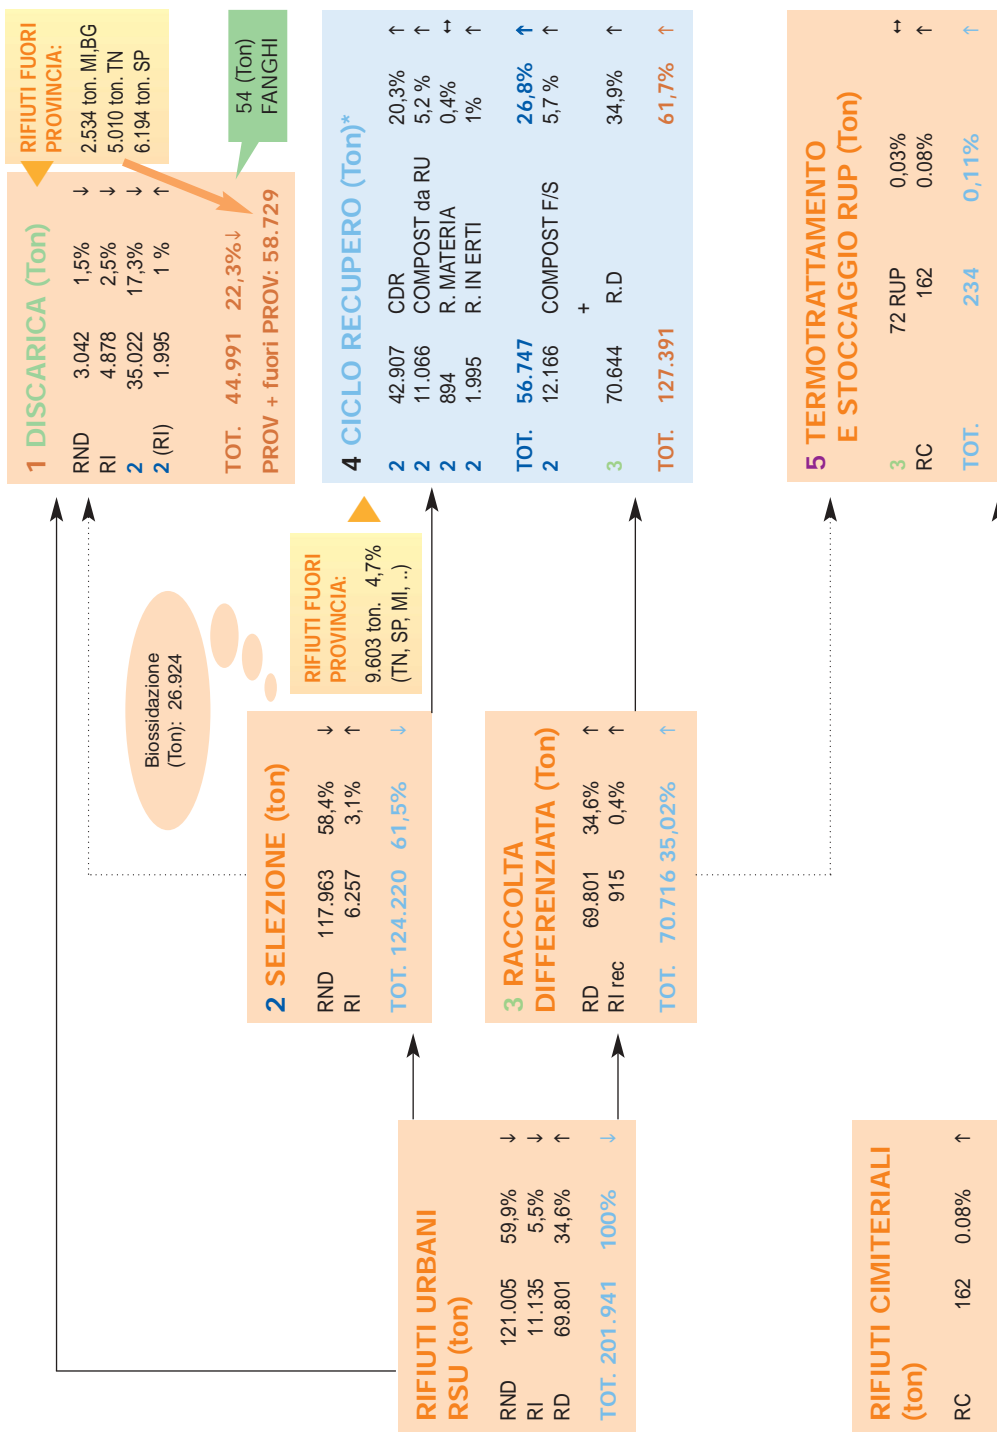 1 DISCARICA (Ton)
RND 3.042 1,5% ↓
RI 4.878 2,5% ↓
2 35.022 17,3% ↓
2 (RI) 1.995 1 % ↑
TOT. 44.991 22,3%↓
PROV + fuori PROV: 58.729
RIFIUTI FUORI
PROVINCIA:
2.534 ton. MI,BG
5.010 ton. TN
6.194 ton. SP
54 (Ton)
FANGHI
Biossidazione
(Ton): 26.924
2 SELEZIONE (ton)
RND 117.963 58,4% ↓
RI 6.257 3,1% ↑
TOT. 124.220 61,5% ↓
RIFIUTI FUORI
PROVINCIA:
9.603 ton. 4,7%
(TN, SP, MI, ..)
4 CICLO RECUPERO (Ton)*
2 42.907 CDR 20,3% ↑
2 11.066 COMPOST da RU 5,2 % ↑
2 894 R. MATERIA 0,4% ↔
2 1.995 R. IN ERTI 1% ↑
TOT. 56.747 26,8% ↑
2 12.166 COMPOST F/S 5,7 % ↑
+
3 70.644 R.D 34,9% ↑
TOT. 127.391 61,7% ↑
RIFIUTI URBANI
RSU (ton)
RND 121.005 59,9% ↓
RI 11.135 5,5% ↓
RD 69.801 34,6% ↑
TOT. 201.941 100% ↓
3 RACCOLTA
DIFFERENZIATA (Ton)
RD 69.801 34,6% ↑
RI rec 915 0,4% ↑
TOT. 70.716 35,02% ↑
5 TERMOTRATTAMENTO
E STOCCAGGIO RUP (Ton)
3 72 RUP 0,03% ↔
RC 162 0.08% ↑
TOT. 234 0,11% ↑
RIFIUTI CIMITERIALI
(ton)
RC 162 0.08% ↑